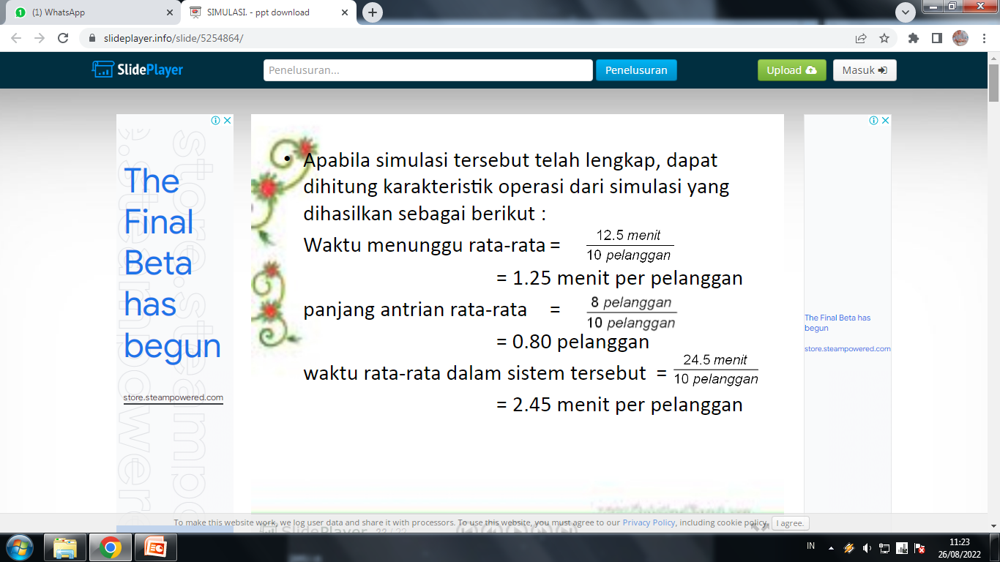 (1) WhatsApp
SIMULASI. - ppt download
slideplayer.info/slide/5254864/
SlidePlayer
Penelusuran...
Penelusuran
Upload
Masuk
The
Final
Beta
has
begun
store.steampowered.com
• Apabila simulasi tersebut telah lengkap, dapat
dihitung karakteristik operasi dari simulasi yang
dihasilkan sebagai berikut :
Waktu menunggu rata-rata = 12.5 menit / 10 pelanggan
= 1.25 menit per pelanggan
panjang antrian rata-rata = 8 pelanggan / 10 pelanggan
= 0.80 pelanggan
waktu rata-rata dalam sistem tersebut = 24.5 menit / 10 pelanggan
= 2.45 menit per pelanggan
The Final Beta has
begun
store.steampowered.com
SlidePlayer
To make this website work, we log user data and share it with processors. To use this website, you must agree to our Privacy Policy, including cookie policy.
I agree.
IN
11:23
26/08/2022